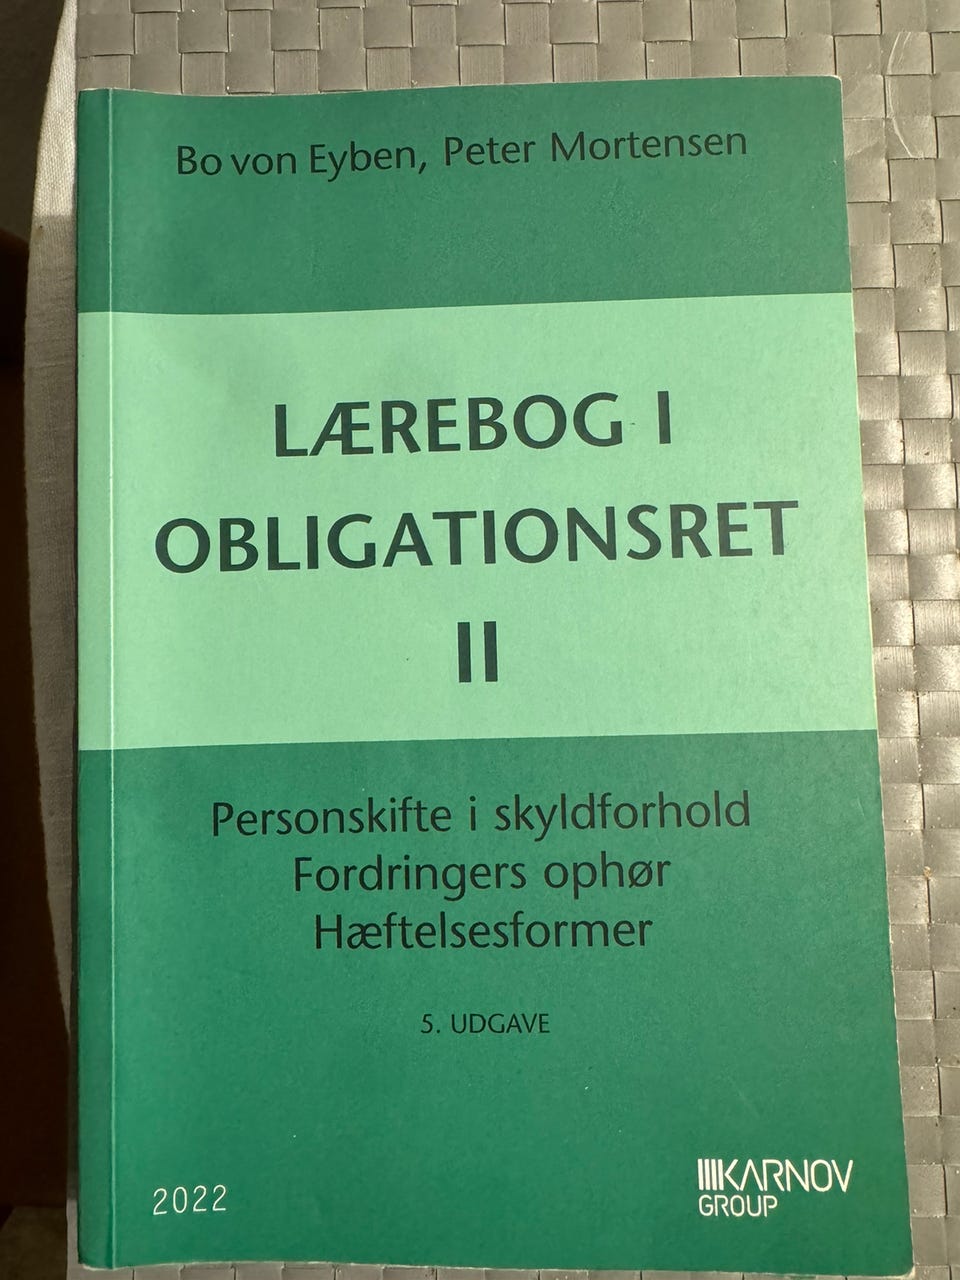 Bo von Eyben, Peter Mortensen
LÆREBOG I
OBLIGATIONSRET
II
Personskifte i skyldforhold
Fordringers ophør
Hæftelsesformer
5. UDGAVE
2022
KARNOV
GROUP